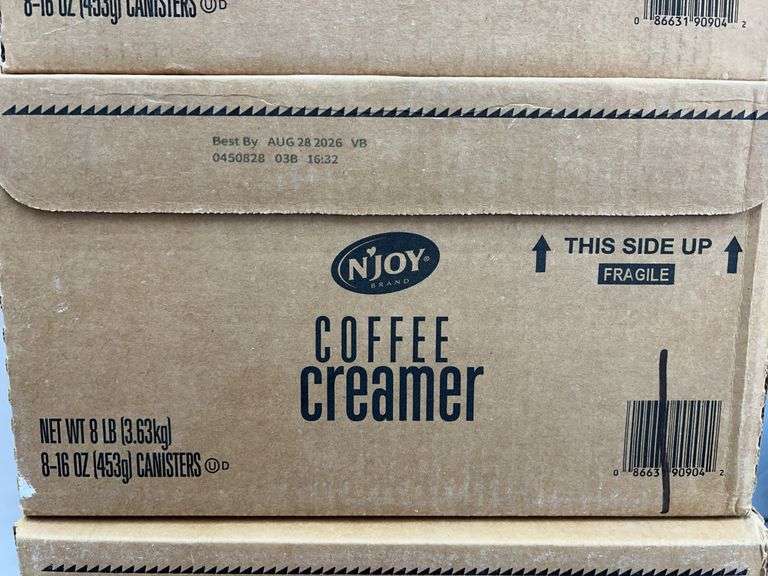 8-16 OZ (453g) CANISTERS U D
0 86631 90904 2
Best By AUG 28 2026 VB
0450828 03B 16:32
N'JOY®
BRAND
THIS SIDE UP
FRAGILE
COFFEE
creamer
NET WT 8 LB (3.63kg)
8-16 OZ (453g) CANISTERS U D
0 8663 90904 2